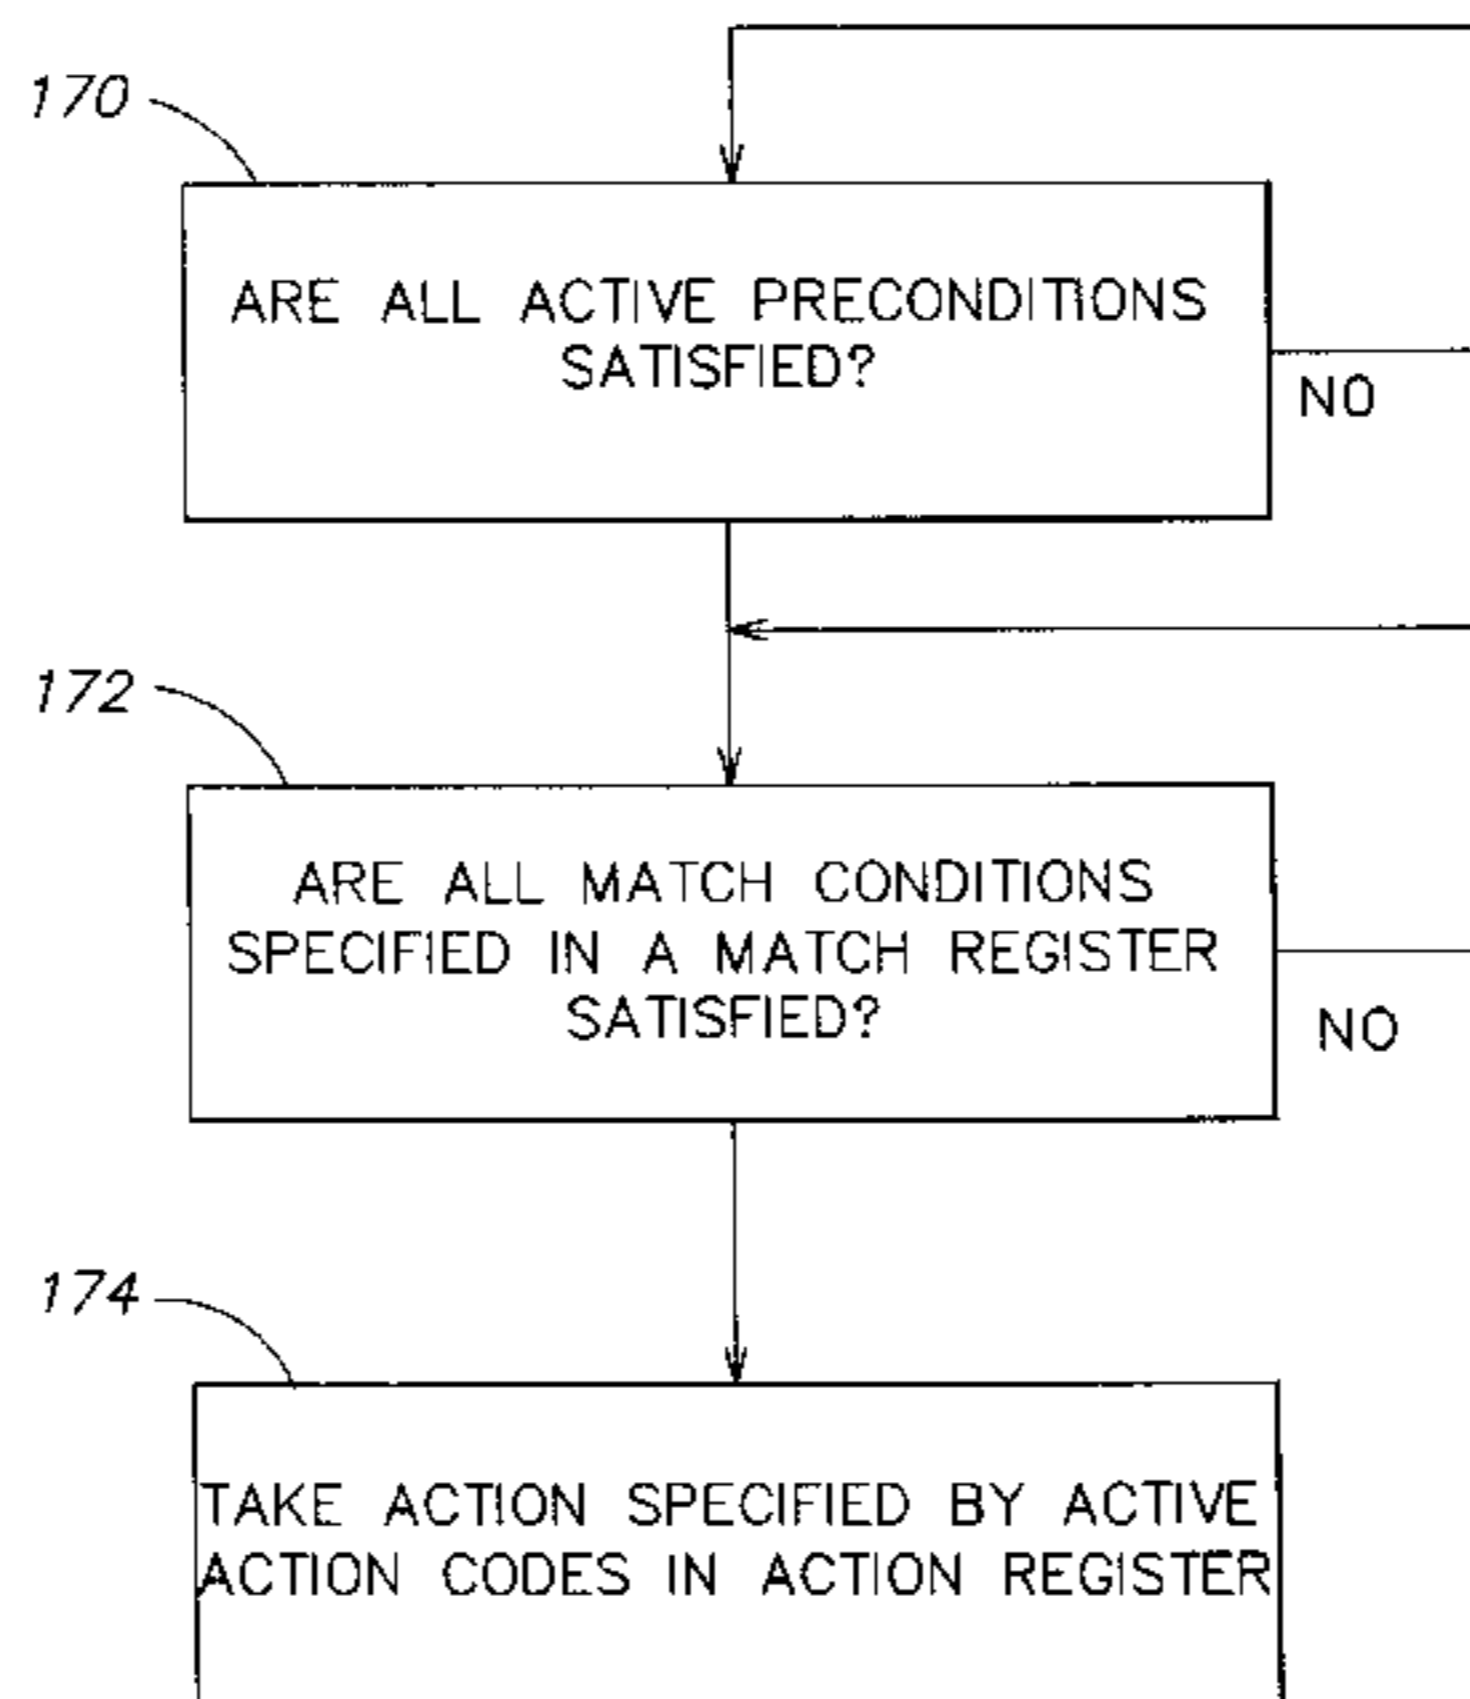 170
ARE ALL ACTIVE PRECONDITIONS
SATISFIED?
NO
172
ARE ALL MATCH CONDITIONS
SPECIFIED IN A MATCH REGISTER
SATISFIED?
NO
174
TAKE ACTION SPECIFIED BY ACTIVE
ACTION CODES IN ACTION REGISTER